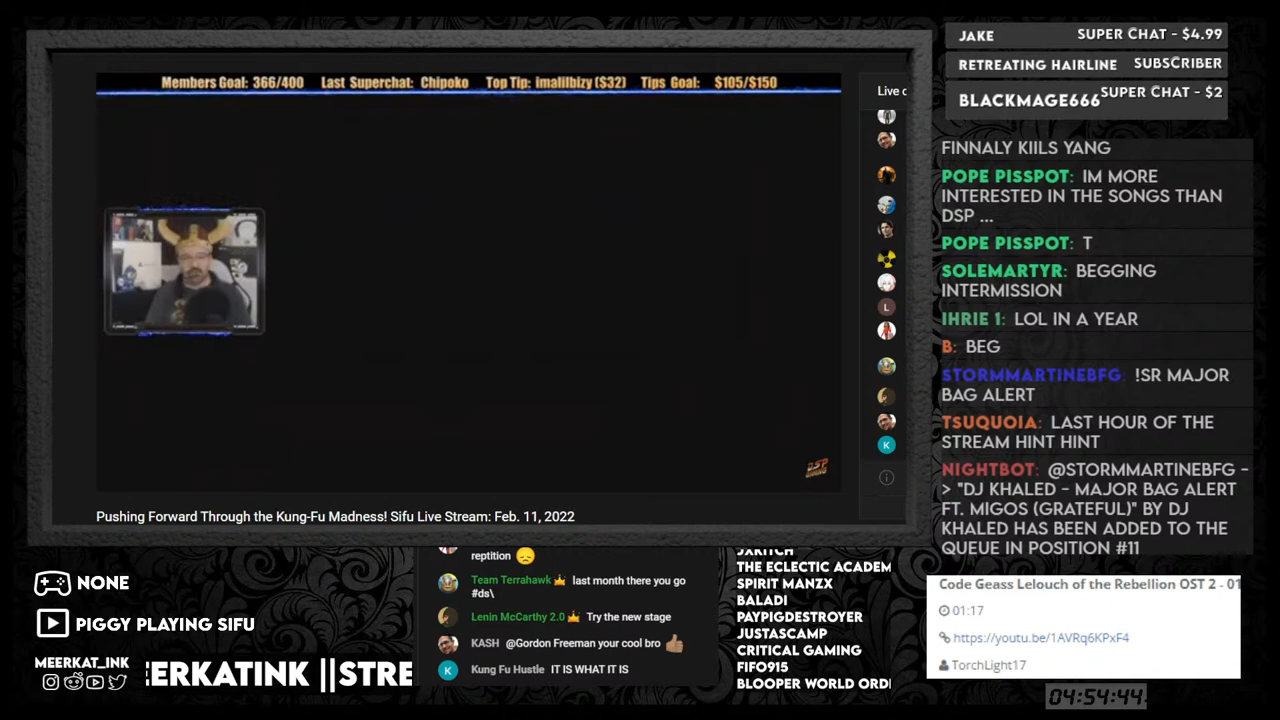 Members Goal: 366/400 Last Superchat: Chipoko Top Tip: imalilbizy ($32) Tips Goal: $105/$150
Live c
L
K
DSP
Pushing Forward Through the Kung-Fu Madness! Sifu Live Stream: Feb. 11, 2022
JAKE SUPER CHAT - $4.99
RETREATING HAIRLINE SUBSCRIBER
BLACKMAGE666 SUPER CHAT - $2
FINNALY KIILS YANG
POPE PISSPOT: IM MORE
INTERESTED IN THE SONGS THAN
DSP ...
POPE PISSPOT: T
SOLEMARTYR: BEGGING
INTERMISSION
IHRIE 1: LOL IN A YEAR
B: BEG
STORMMARTINEBFG: !SR MAJOR
BAG ALERT
TSUQUOIA: LAST HOUR OF THE
STREAM HINT HINT
NIGHTBOT: @STORMMARTINEBFG -
> "DJ KHALED - MAJOR BAG ALERT
FT. MIGOS (GRATEFUL)" BY DJ
KHALED HAS BEEN ADDED TO THE
QUEUE IN POSITION #11
NONE
PIGGY PLAYING SIFU
MEERKAT_INK
EERKATINK ||STRE
reptition 😞
Team Terrahawk last month there you go
#ds\
Lenin McCarthy 2.0 Try the new stage
KASH @Gordon Freeman your cool bro 👍
K
Kung Fu Hustle IT IS WHAT IT IS
JXKITCH
THE ECLECTIC ACADEM
SPIRIT MANZX
BALADI
PAYPIGDESTROYER
JUSTASCAMP
CRITICAL GAMING
FIFO915
BLOOPER WORLD ORD
Code Geass Lelouch of the Rebellion OST 2 - 01
01:17
https://youtu.be/1AVRq6KPxF4
TorchLight17
04:54:44